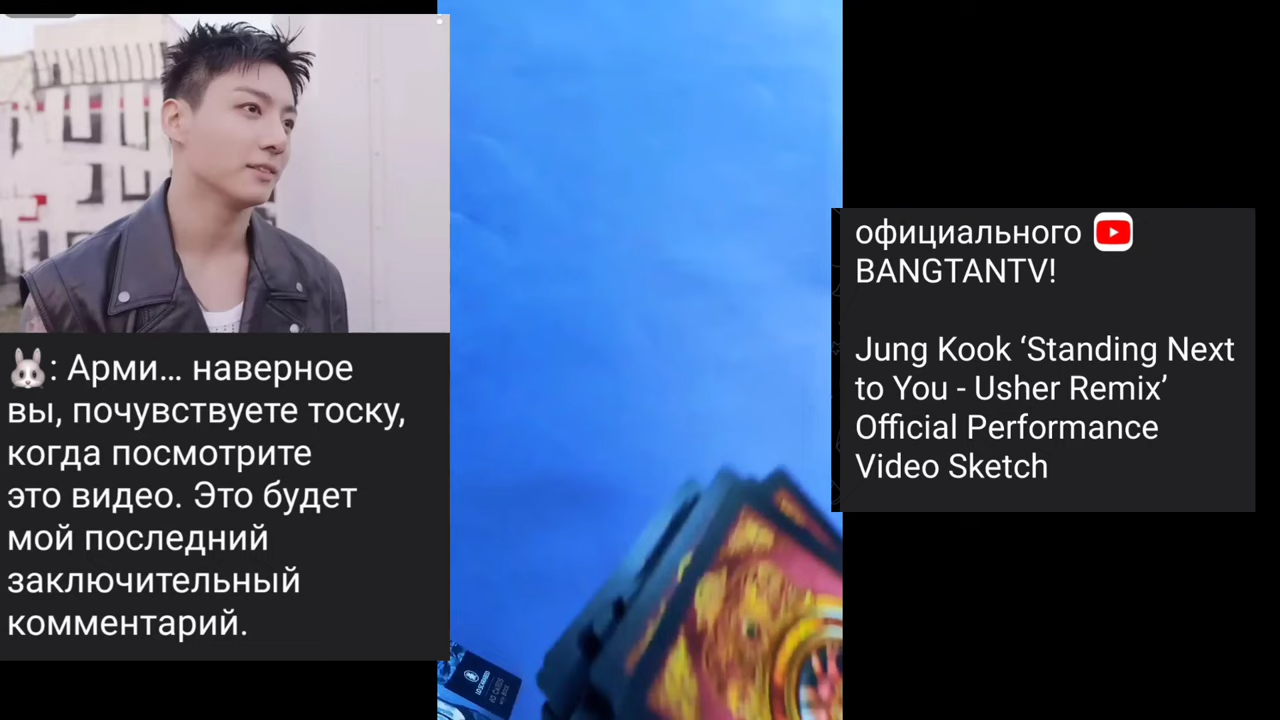 🐰: Арми... наверное
вы, почувствуете тоску,
когда посмотрите
это видео. Это будет
мой последний
заключительный
комментарий.
официального
BANGTANTV!
Jung Kook ‘Standing Next
to You - Usher Remix’
Official Performance
Video Sketch